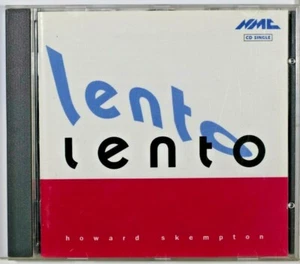 NMC
CD SINGLE
lento
lento
howard skempton